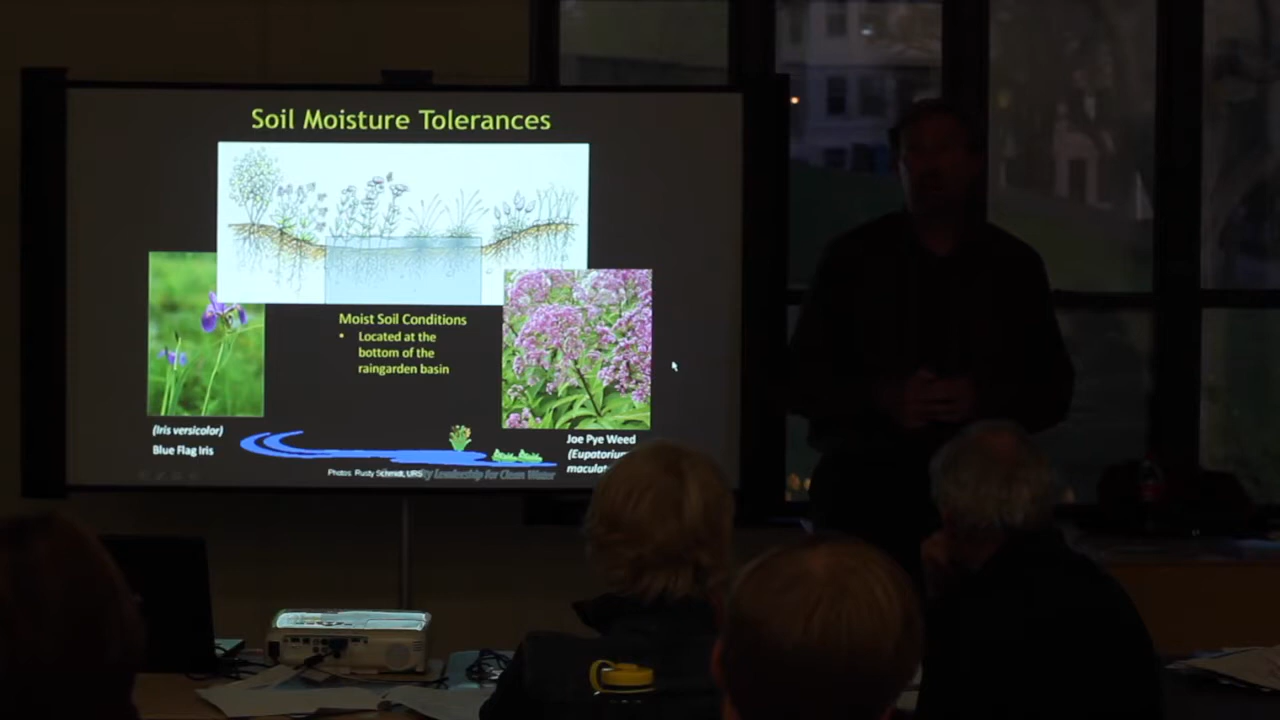 Soil Moisture Tolerances
Moist Soil Conditions
• Located at the
bottom of the
raingarden basin
(Iris versicolor)
Blue Flag Iris
Joe Pye Weed
(Eupatorium
Photos: Rusty Schmidt, URS
Leadership for Clean Water